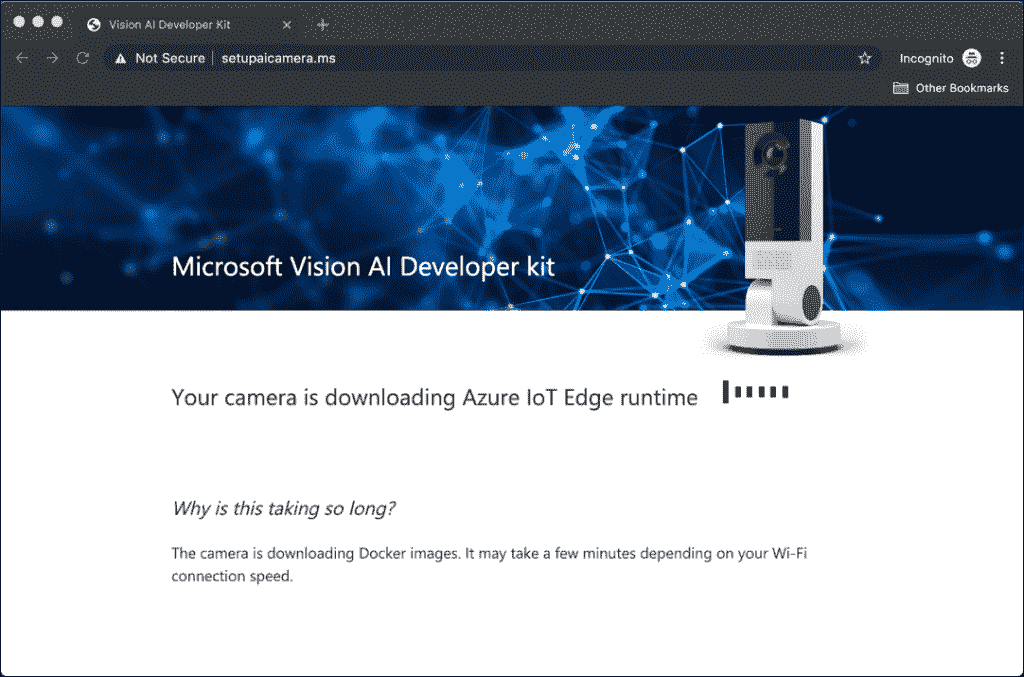 Vision AI Developer Kit
Not Secure | setupaicamera.ms
Incognito
Other Bookmarks
Microsoft Vision AI Developer kit
Your camera is downloading Azure IoT Edge runtime
Why is this taking so long?
The camera is downloading Docker images. It may take a few minutes depending on your Wi-Fi
connection speed.